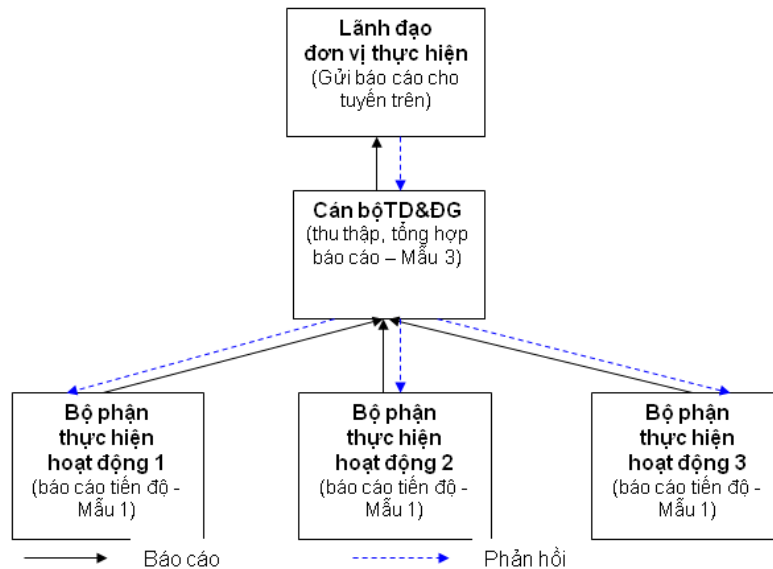 Lãnh đạo
đơn vị thực hiện
(Gửi báo cáo cho
tuyến trên)
Cán bộTD&ĐG
(thu thập, tổng hợp
báo cáo – Mẫu 3)
Bộ phận
thực hiện
hoạt động 1
(báo cáo tiến độ -
Mẫu 1)
Bộ phận
thực hiện
hoạt động 2
(báo cáo tiến độ -
Mẫu 1)
Bộ phận
thực hiện
hoạt động 3
(báo cáo tiến độ -
Mẫu 1)
Báo cáo
Phản hồi